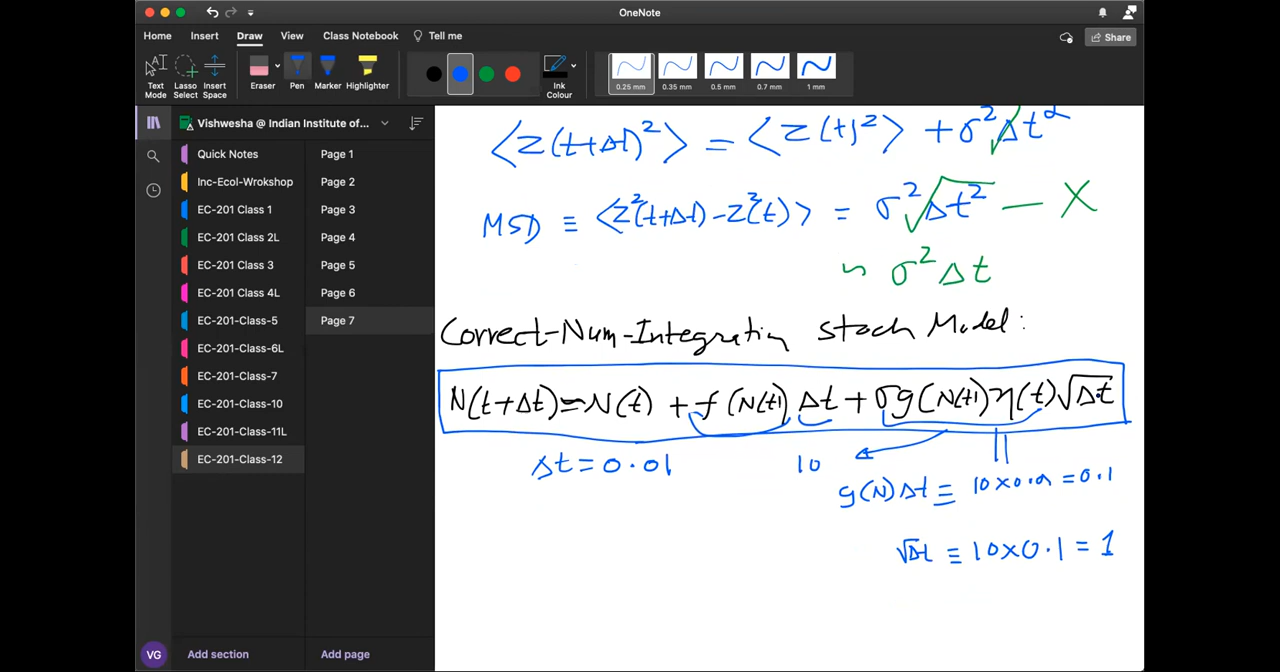 OneNote
Home Insert Draw View Class Notebook Tell me
Share
Text Mode Lasso Select Insert Space Eraser Pen Marker Highlighter Ink Colour 0.25 mm 0.35 mm 0.5 mm 0.7 mm 1 mm
Vishwesha @ Indian Institute of...
Quick Notes
Inc-Ecol-Wrokshop
EC-201 Class 1
EC-201 Class 2L
EC-201 Class 3
EC-201 Class 4L
EC-201-Class-5
EC-201-Class-6L
EC-201-Class-7
EC-201-Class-10
EC-201-Class-11L
EC-201-Class-12
Page 1
Page 2
Page 3
Page 4
Page 5
Page 6
Page 7
⟨z(t+Δt)²⟩ = ⟨z(t)²⟩ + σ²Δt²
MSD ≡ ⟨z²(t+Δt) - z²(t)⟩ = σ²√Δt² — X
~ σ²Δt
Correct-Num-Integration Stoch Model:
N(t+Δt) = N(t) + f(N(t)) Δt + σg(N(t)) η(t) √Δt
Δt = 0.01 10
g(N)Δt ≡ 10×0.01 = 0.1
√Δt ≡ 10×0.1 = 1
VG Add section Add page